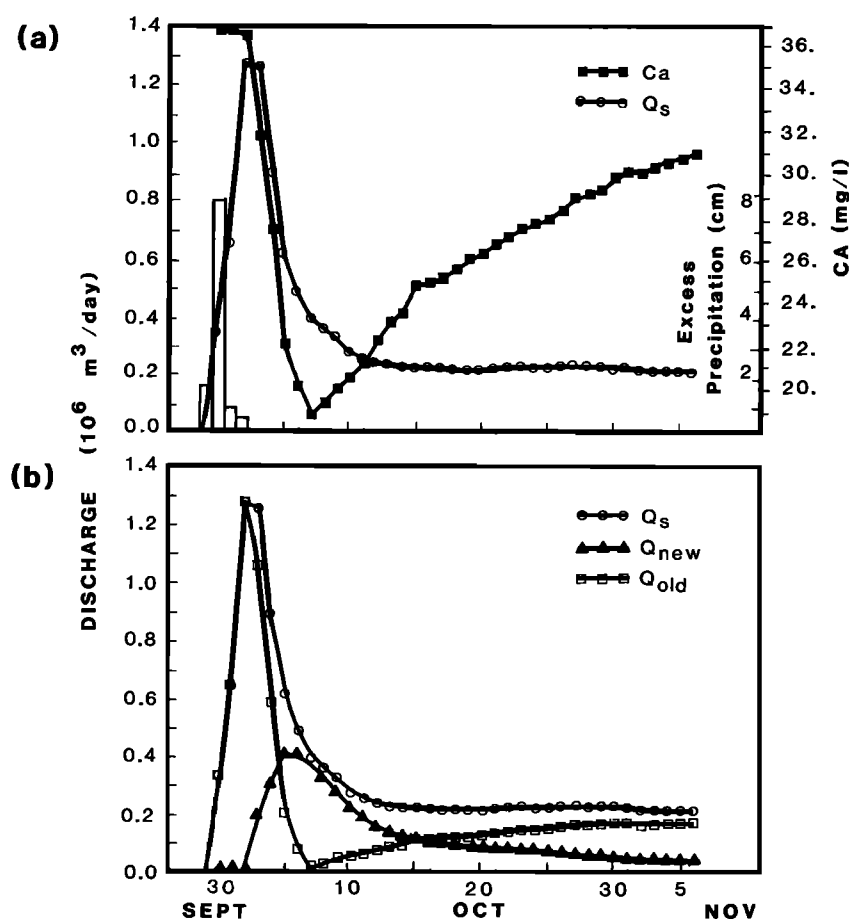 (a)
1.4
1.2
1.0
0.8
0.6
0.4
0.2
0.0
Ca
Qs
36.
34.
32.
30.
28.
26.
24.
22.
20.
CA (mg/l)
8
6
4
2
Excess
Precipitation (cm)
DISCHARGE (10^6 m^3/day)
(b)
1.4
1.2
1.0
0.8
0.6
0.4
0.2
0.0
Qs
Qnew
Qold
30 10 20 30 5
SEPT OCT NOV